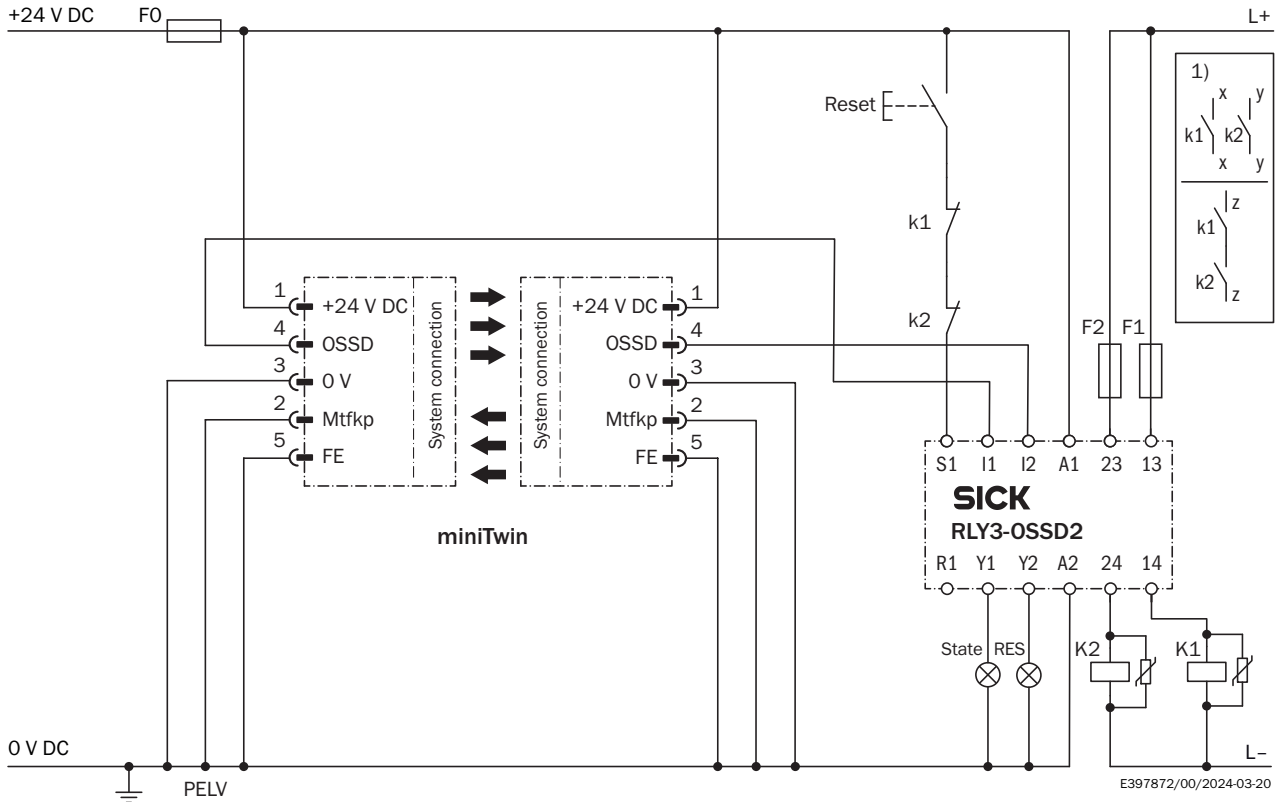 +24 V DC F0 L+
1)
x y
k1 k2
x y
z
k1
k2
z
Reset
k1
k2
F2 F1
1 +24 V DC
4 OSSD
3 0 V
2 Mtfkp
5 FE
System connection
System connection
+24 V DC 1
OSSD 4
0 V 3
Mtfkp 2
FE 5
miniTwin
S1 I1 I2 A1 23 13
SICK
RLY3-OSSD2
R1 Y1 Y2 A2 24 14
State RES K2 K1
0 V DC L–
PELV
E397872/00/2024-03-20